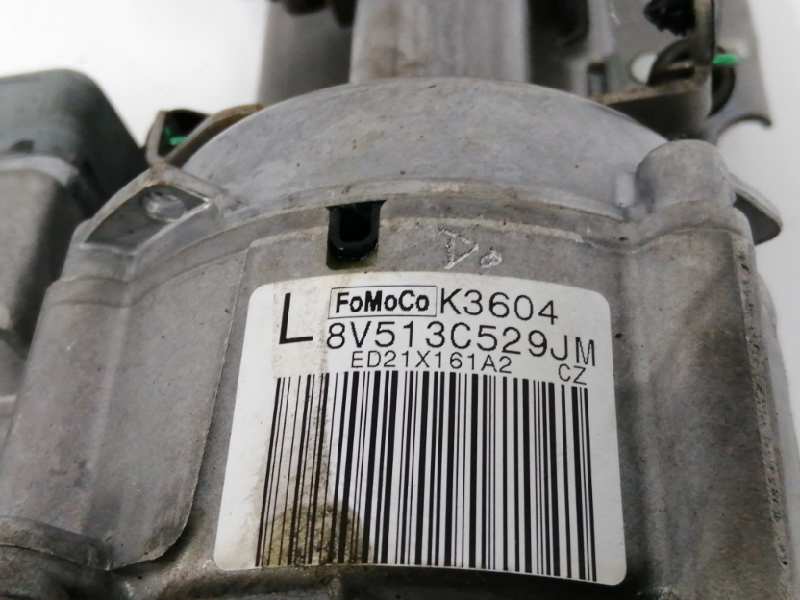 L FoMoCo K3604
8V513C529JM
ED21X161A2 CZ